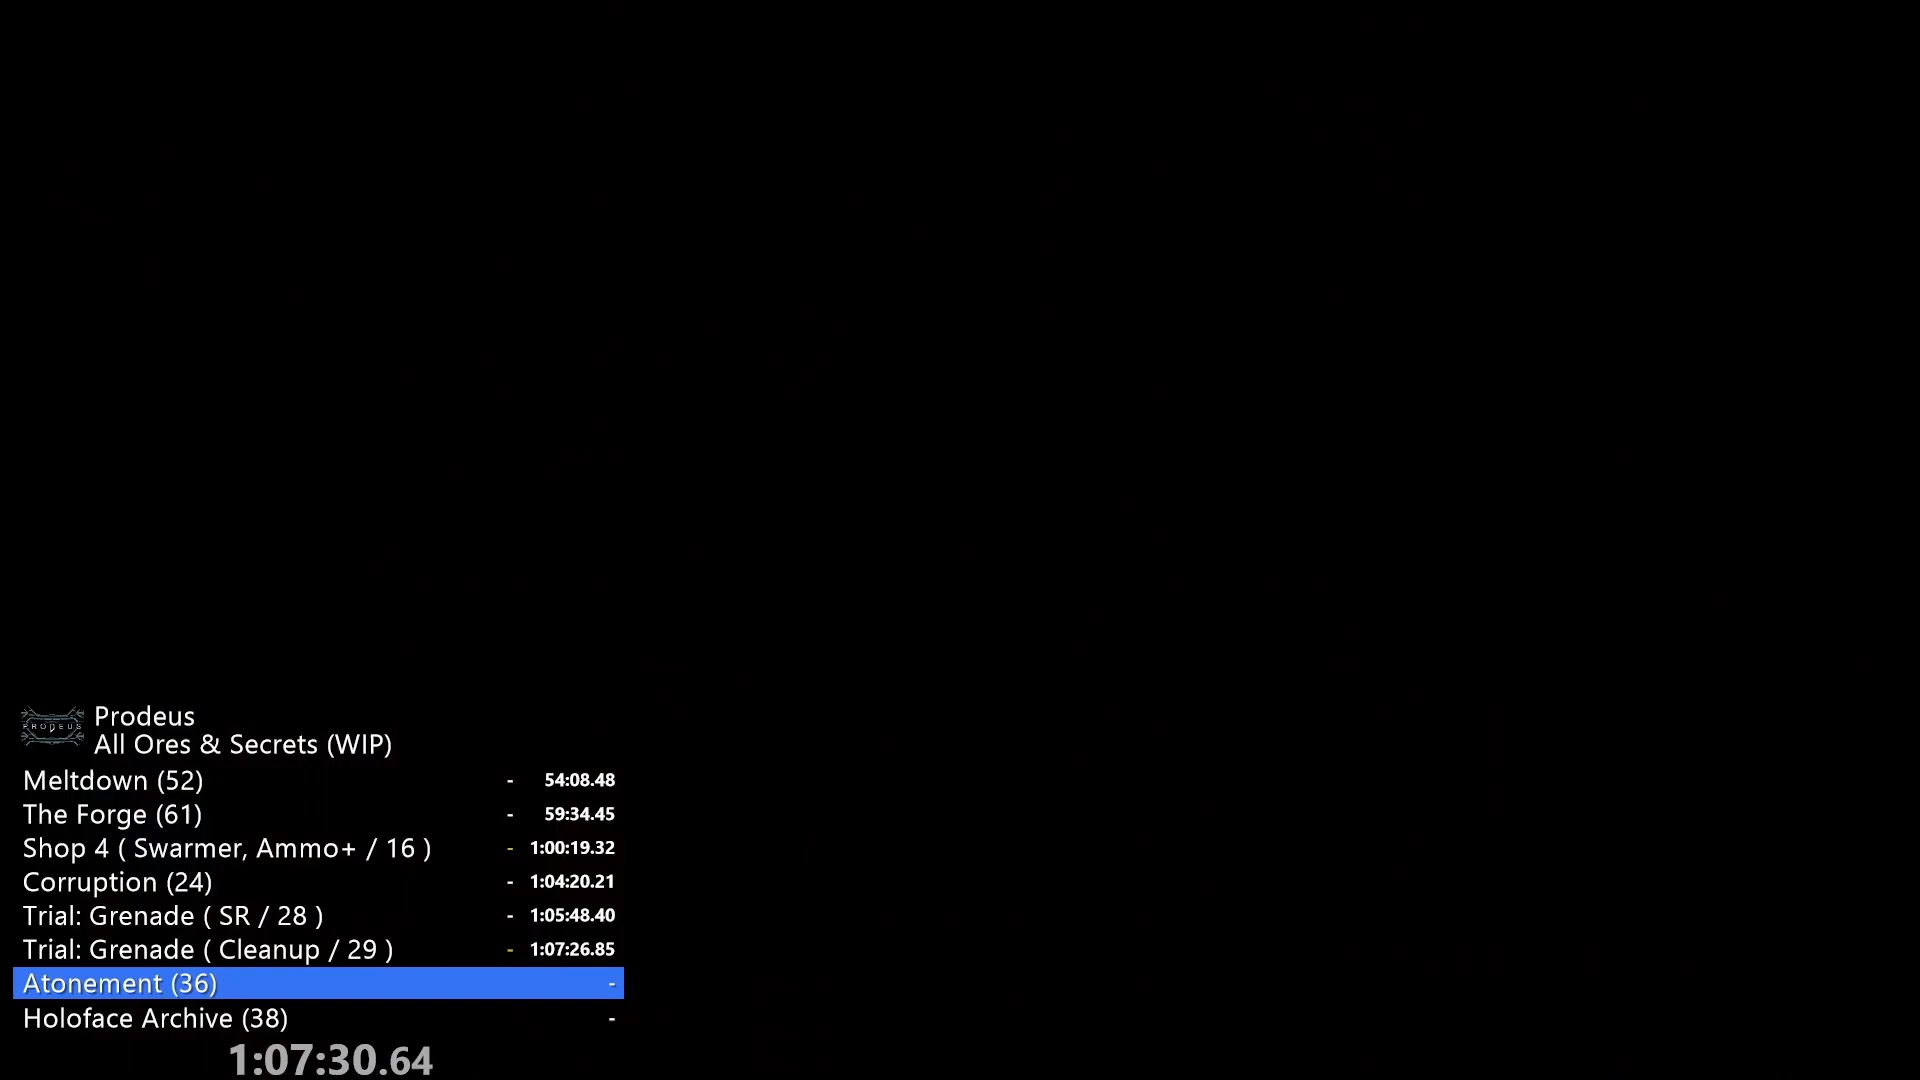 PRODEUS
Prodeus
All Ores & Secrets (WIP)
Meltdown (52) - 54:08.48
The Forge (61) - 59:34.45
Shop 4 ( Swarmer, Ammo+ / 16 ) - 1:00:19.32
Corruption (24) - 1:04:20.21
Trial: Grenade ( SR / 28 ) - 1:05:48.40
Trial: Grenade ( Cleanup / 29 ) - 1:07:26.85
Atonement (36) -
Holoface Archive (38) -
1:07:30.64